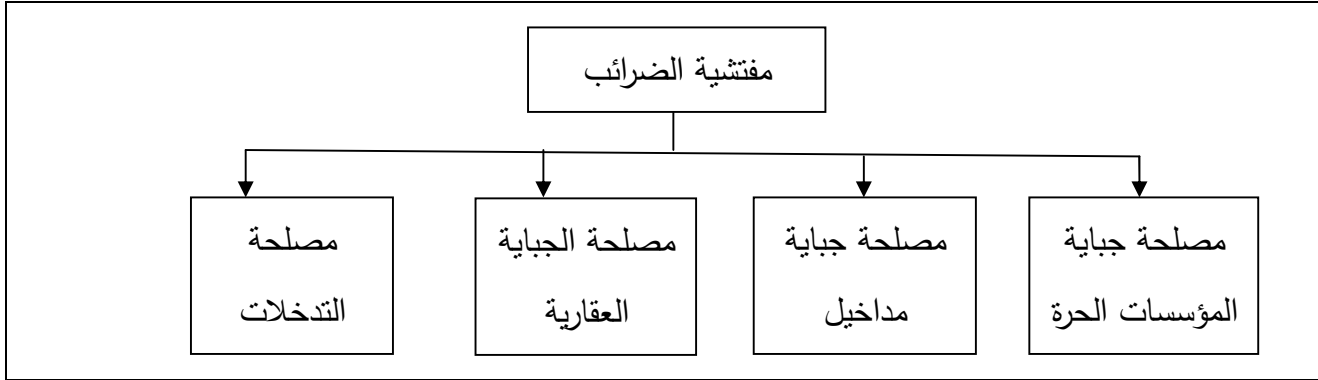 مفتشية الضرائب
مصلحة جباية
المؤسسات الحرة
مصلحة جباية
مداخيل
مصلحة الجباية
العقارية
مصلحة
التدخلات